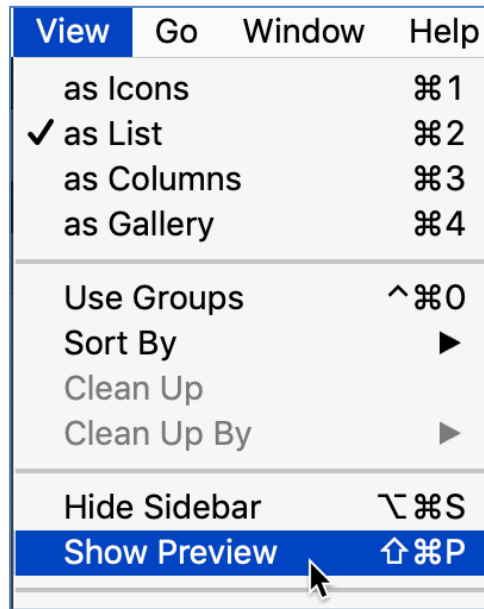 View Go Window Help
as Icons ⌘1
✓ as List ⌘2
as Columns ⌘3
as Gallery ⌘4
Use Groups ^⌘0
Sort By ▶
Clean Up
Clean Up By ▶
Hide Sidebar ⌥⌘S
Show Preview ⇧⌘P